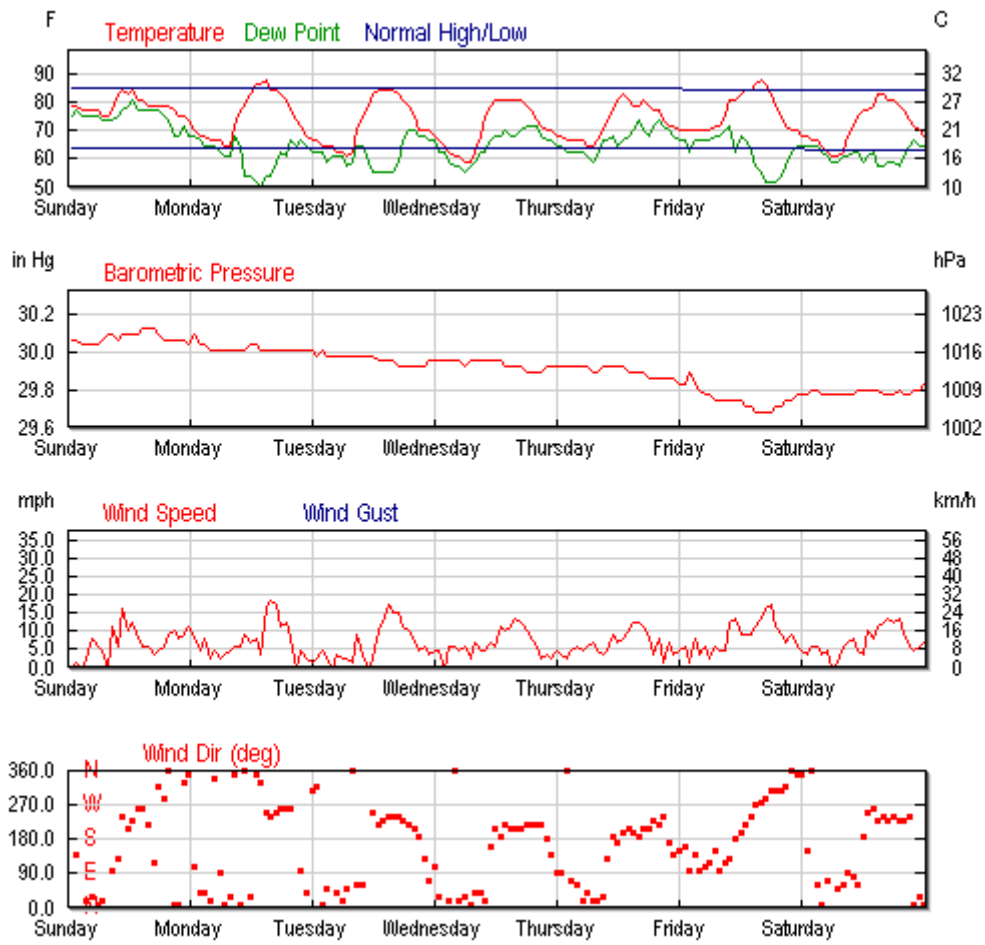 F Temperature Dew Point Normal High/Low C
90 32
80 27
70 21
60 16
50 10
Sunday Monday Tuesday Wednesday Thursday Friday Saturday
in Hg Barometric Pressure hPa
30.2 1023
30.0 1016
29.8 1009
29.6 1002
Sunday Monday Tuesday Wednesday Thursday Friday Saturday
mph Wind Speed Wind Gust km/h
35.0 56
30.0 48
25.0 40
20.0 32
15.0 24
10.0 16
5.0 8
0.0 0
Sunday Monday Tuesday Wednesday Thursday Friday Saturday
Wind Dir (deg)
360.0 N
270.0 W
180.0 S
90.0 E
0.0 N
Sunday Monday Tuesday Wednesday Thursday Friday Saturday